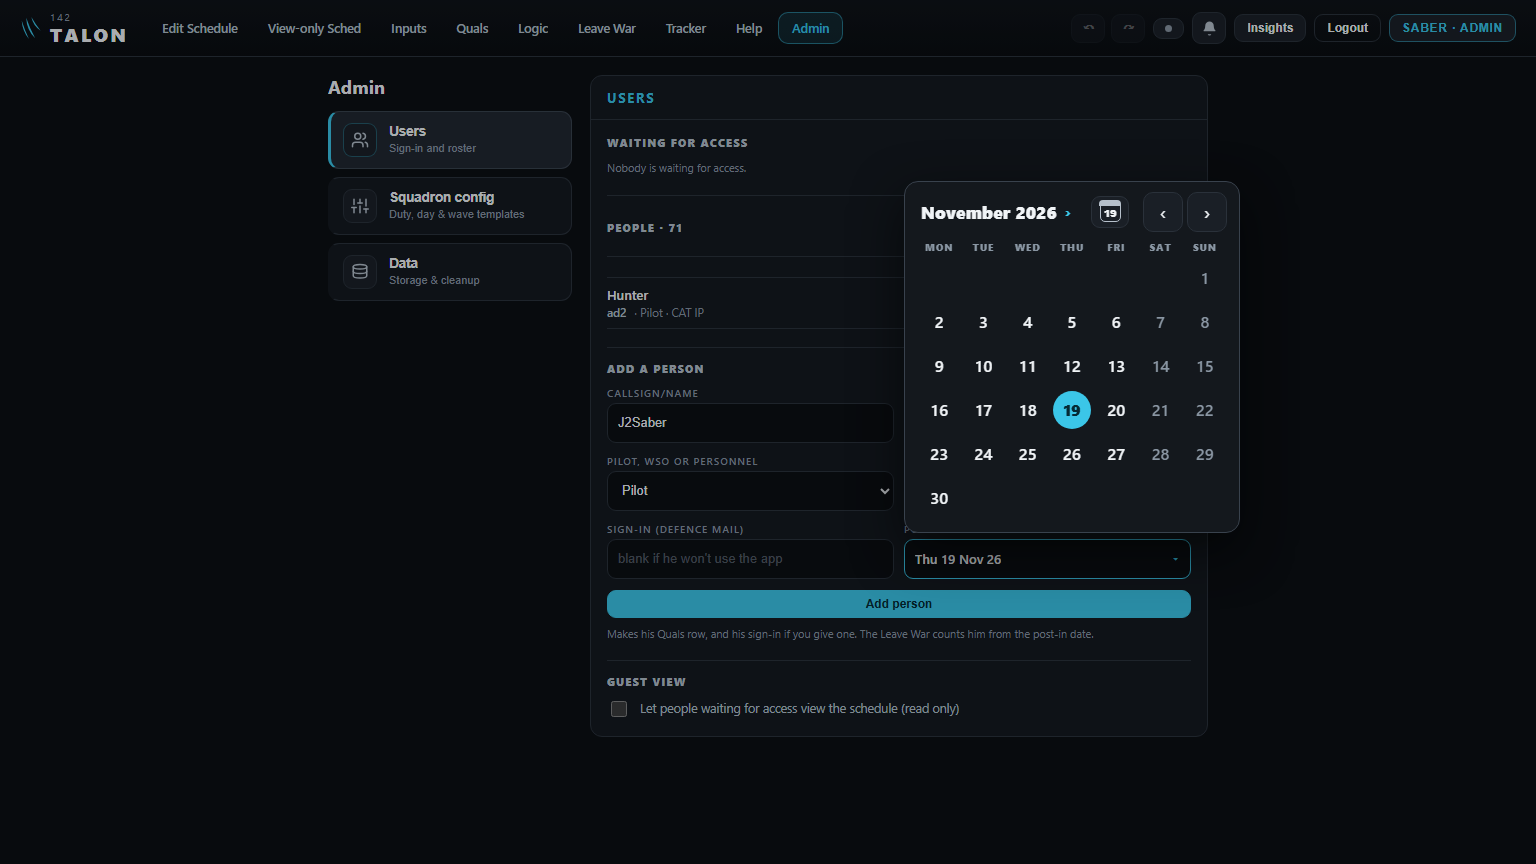 142
TALON
Edit Schedule
View-only Sched
Inputs
Quals
Logic
Leave War
Tracker
Help
Admin
Insights
Logout
SABER · ADMIN
Admin
Users
Sign-in and roster
Squadron config
Duty, day & wave templates
Data
Storage & cleanup
USERS
WAITING FOR ACCESS
Nobody is waiting for access.
PEOPLE · 71
Hunter
ad2 · Pilot · CAT IP
ADD A PERSON
CALLSIGN/NAME
J2Saber
PILOT, WSO OR PERSONNEL
Pilot
SIGN-IN (DEFENCE MAIL)
blank if he won't use the app
Thu 19 Nov 26
Add person
Makes his Quals row, and his sign-in if you give one. The Leave War counts him from the post-in date.
GUEST VIEW
Let people waiting for access view the schedule (read only)
November 2026 ›
19
‹ ›
MON TUE WED THU FRI SAT SUN
1
2 3 4 5 6 7 8
9 10 11 12 13 14 15
16 17 18 19 20 21 22
23 24 25 26 27 28 29
30